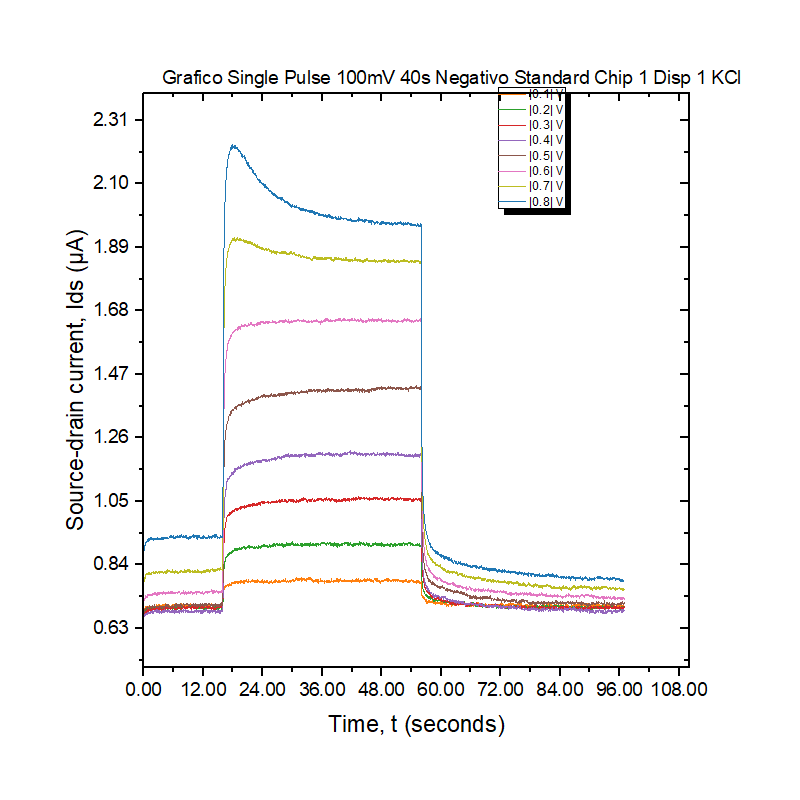 Grafico Single Pulse 100mV 40s Negativo Standard Chip 1 Disp 1 KCl
|0.1| V
|0.2| V
|0.3| V
|0.4| V
|0.5| V
|0.6| V
|0.7| V
|0.8| V
Source-drain current, Ids (µA)
2.31
2.10
1.89
1.68
1.47
1.26
1.05
0.84
0.63
0.00 12.00 24.00 36.00 48.00 60.00 72.00 84.00 96.00 108.00
Time, t (seconds)